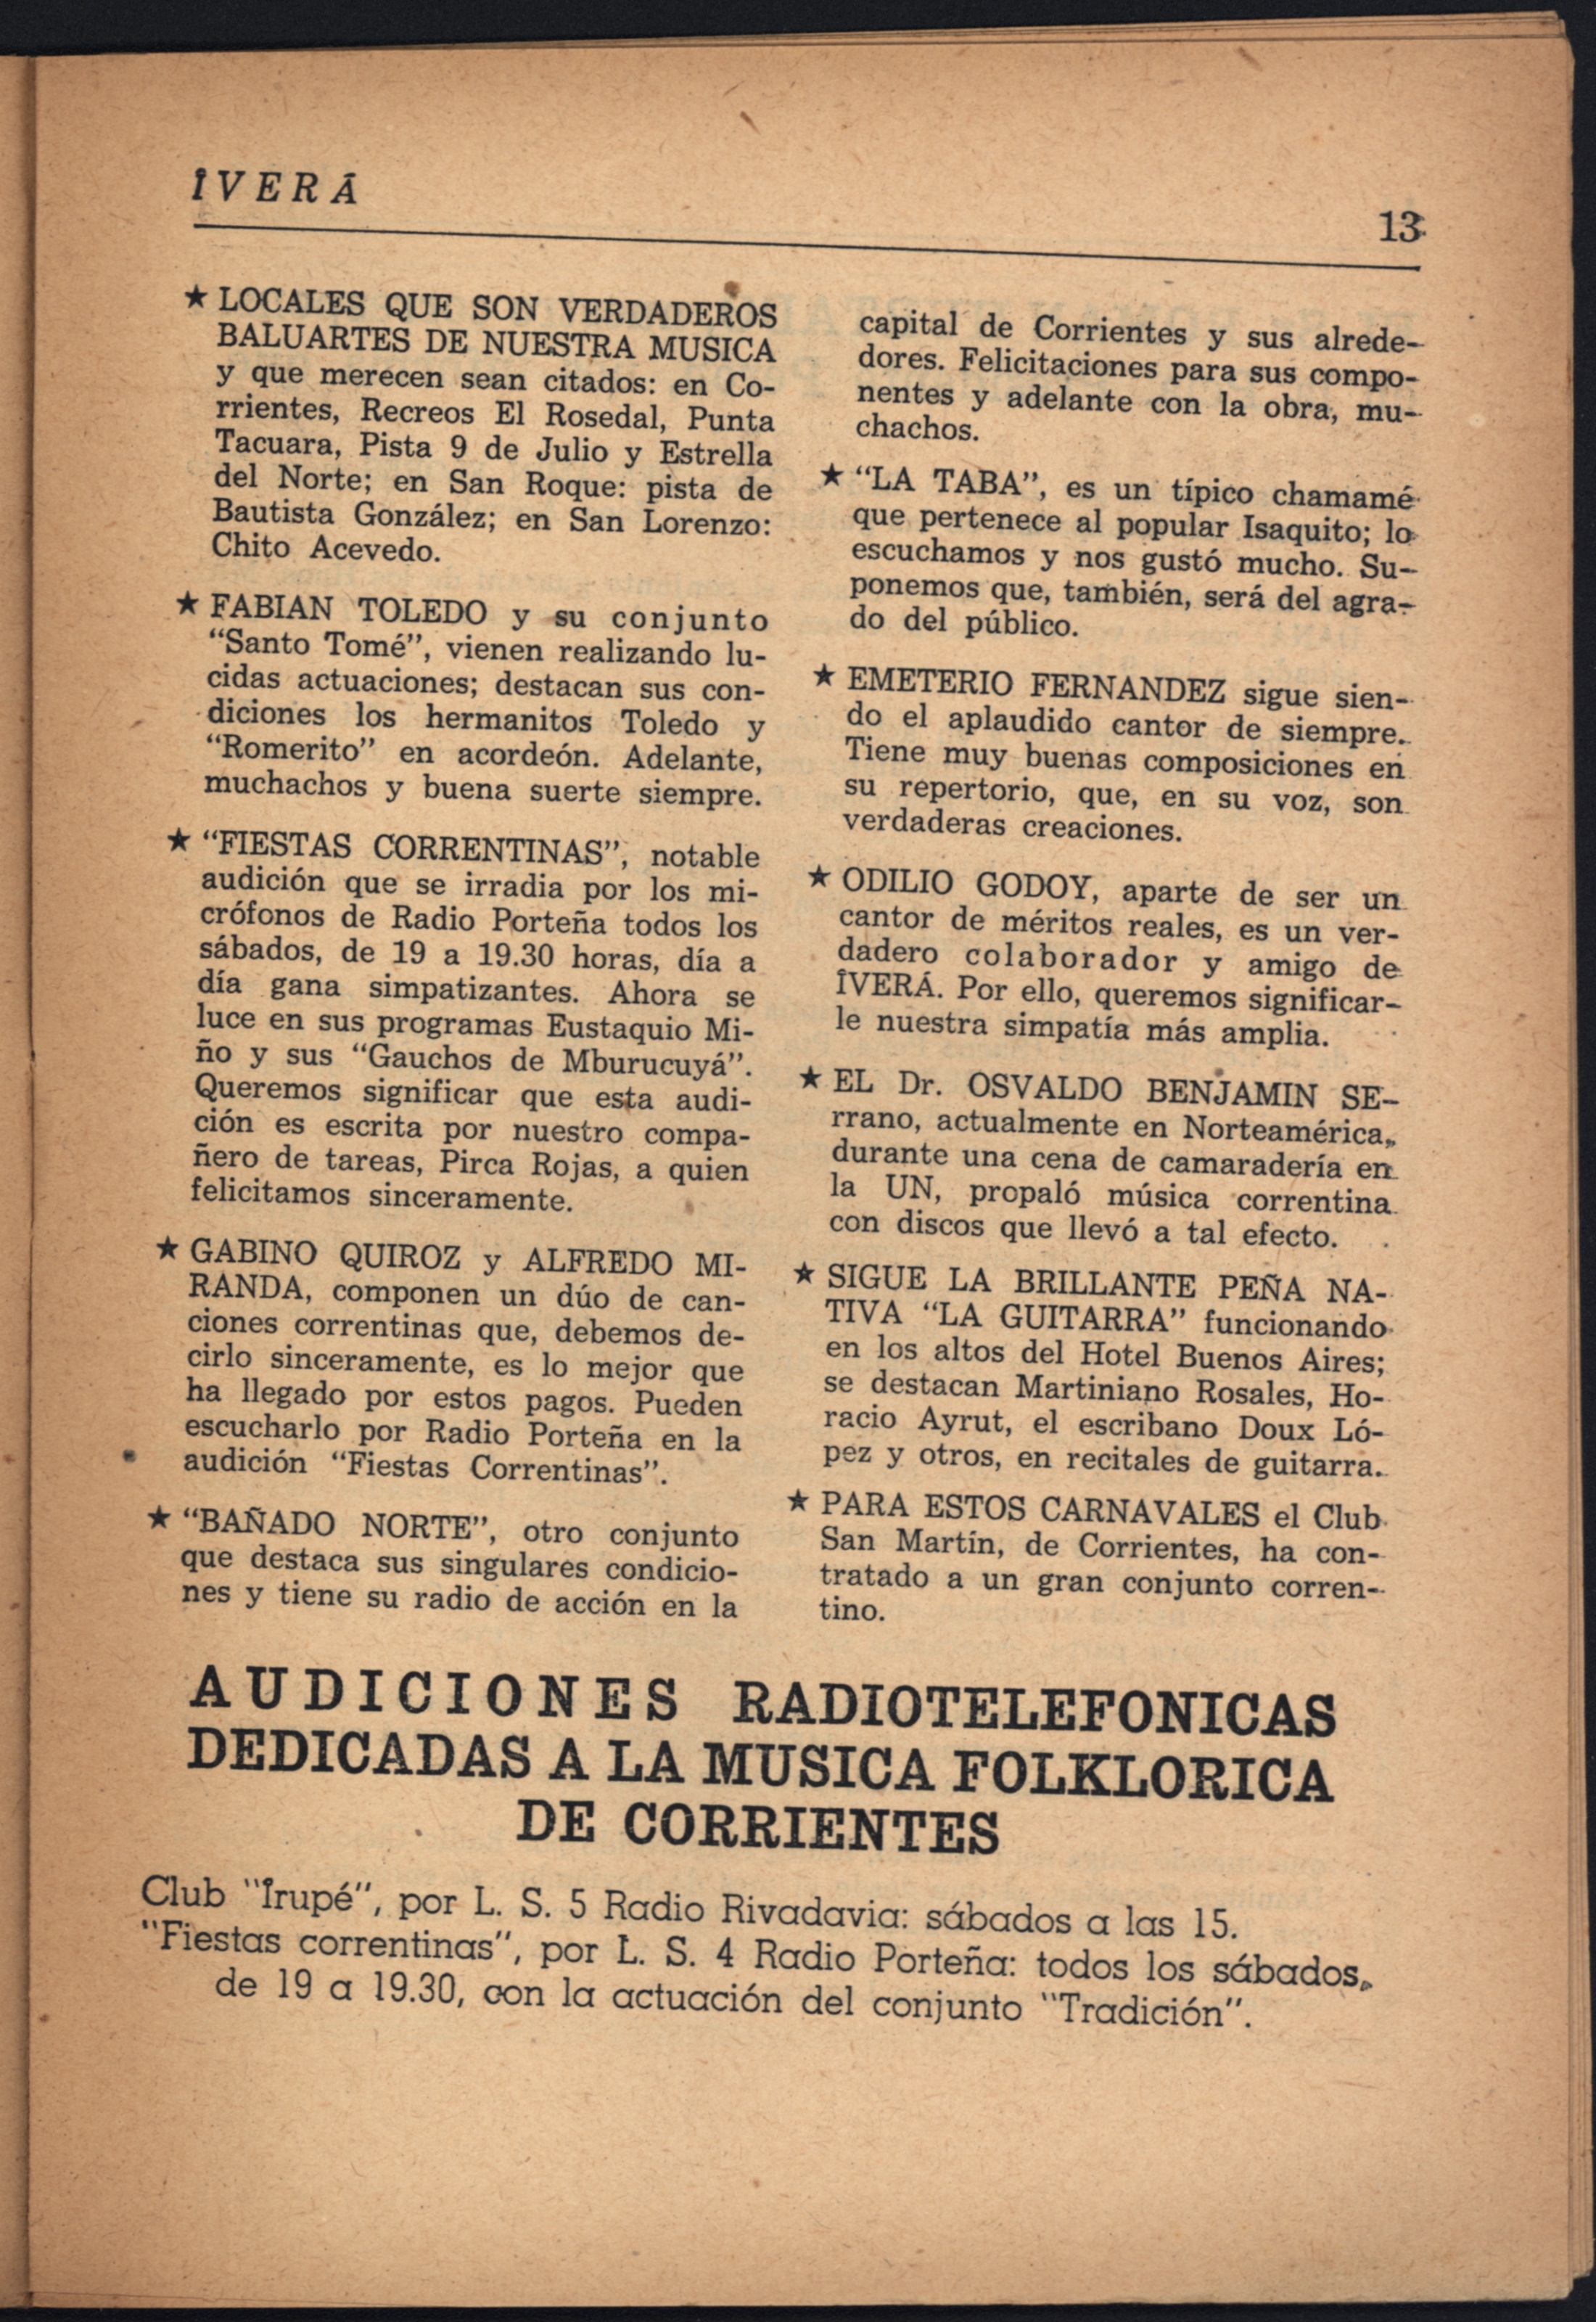 ÎVERÁ
13
★ LOCALES QUE SON VERDADEROS
BALUARTES DE NUESTRA MUSICA
y que merecen sean citados: en Co-
rrientes, Recreos El Rosedal, Punta
Tacuara, Pista 9 de Julio y Estrella
del Norte; en San Roque: pista de
Bautista González; en San Lorenzo:
Chito Acevedo.
★ FABIAN TOLEDO y su conjunto
"Santo Tomé", vienen realizando lu-
cidas actuaciones; destacan sus con-
diciones los hermanitos Toledo y
"Romerito" en acordeón. Adelante,
muchachos y buena suerte siempre.
★ "FIESTAS CORRENTINAS", notable
audición que se irradia por los mi-
crófonos de Radio Porteña todos los
sábados, de 19 a 19.30 horas, día a
día gana simpatizantes. Ahora se
luce en sus programas Eustaquio Mi-
ño y sus "Gauchos de Mburucuyá".
Queremos significar que esta audi-
ción es escrita por nuestro compa-
ñero de tareas, Pirca Rojas, a quien
felicitamos sinceramente.
★ GABINO QUIROZ y ALFREDO MI-
RANDA, componen un dúo de can-
ciones correntinas que, debemos de-
cirlo sinceramente, es lo mejor que
ha llegado por estos pagos. Pueden
escucharlo por Radio Porteña en la
audición "Fiestas Correntinas".
★ "BAÑADO NORTE", otro conjunto
que destaca sus singulares condicio-
nes y tiene su radio de acción en la
capital de Corrientes y sus alrede-
dores. Felicitaciones para sus compo-
nentes y adelante con la obra, mu-
chachos.
★ "LA TABA", es un típico chamamé
que pertenece al popular Isaquito; lo
escuchamos y nos gustó mucho. Su-
ponemos que, también, será del agra-
do del público.
★ EMETERIO FERNANDEZ sigue sien-
do el aplaudido cantor de siempre.
Tiene muy buenas composiciones en
su repertorio, que, en su voz, son
verdaderas creaciones.
★ ODILIO GODOY, aparte de ser un
cantor de méritos reales, es un ver-
dadero colaborador y amigo de
ÎVERÁ. Por ello, queremos significar-
le nuestra simpatía más amplia.
★ EL Dr. OSVALDO BENJAMIN SE-
rrano, actualmente en Norteamérica,
durante una cena de camaradería en
la UN, propaló música correntina
con discos que llevó a tal efecto.
★ SIGUE LA BRILLANTE PEÑA NA-
TIVA "LA GUITARRA" funcionando
en los altos del Hotel Buenos Aires;
se destacan Martiniano Rosales, Ho-
racio Ayrut, el escribano Doux Ló-
pez y otros, en recitales de guitarra.
★ PARA ESTOS CARNAVALES el Club
San Martín, de Corrientes, ha con-
tratado a un gran conjunto corren-
tino.
AUDICIONES RADIOTELEFONICAS
DEDICADAS A LA MUSICA FOLKLORICA
DE CORRIENTES
Club "Îrupé", por L. S. 5 Radio Rivadavia: sábados a las 15.
"Fiestas correntinas", por L. S. 4 Radio Porteña: todos los sábados,
de 19 a 19.30, con la actuación del conjunto "Tradición".